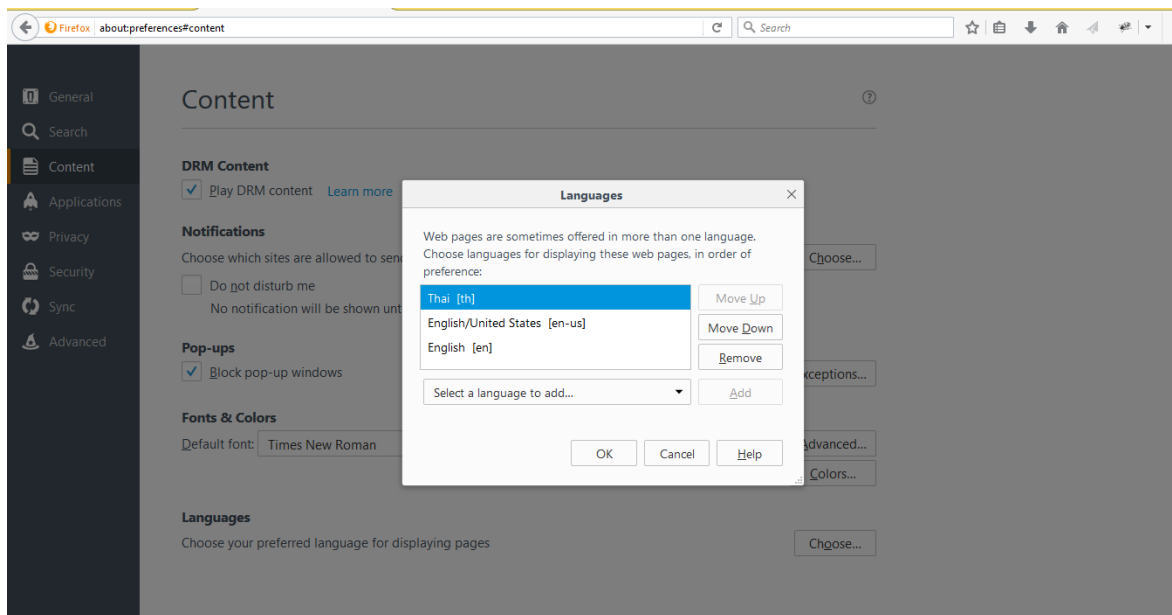 Firefox about:preferences#content
Search
General
Search
Content
Applications
Privacy
Security
Sync
Advanced
Content
DRM Content
Play DRM content Learn more
Notifications
Choose which sites are allowed to sen
Choose...
Do not disturb me
No notification will be shown unt
Pop-ups
Block pop-up windows
xceptions...
Fonts & Colors
Default font: Times New Roman
Advanced...
Colors...
Languages
Choose your preferred language for displaying pages
Choose...
Languages
Web pages are sometimes offered in more than one language.
Choose languages for displaying these web pages, in order of
preference:
Thai [th]
English/United States [en-us]
English [en]
Move Up
Move Down
Remove
Select a language to add...
Add
OK
Cancel
Help